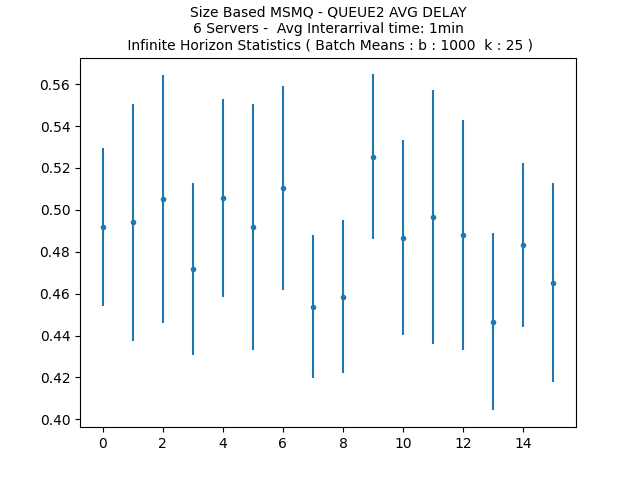 Size Based MSMQ - QUEUE2 AVG DELAY
6 Servers -  Avg Interarrival time: 1min
Infinite Horizon Statistics ( Batch Means : b : 1000  k : 25 )
0.56
0.54
0.52
0.50
0.48
0.46
0.44
0.42
0.40
0 2 4 6 8 10 12 14